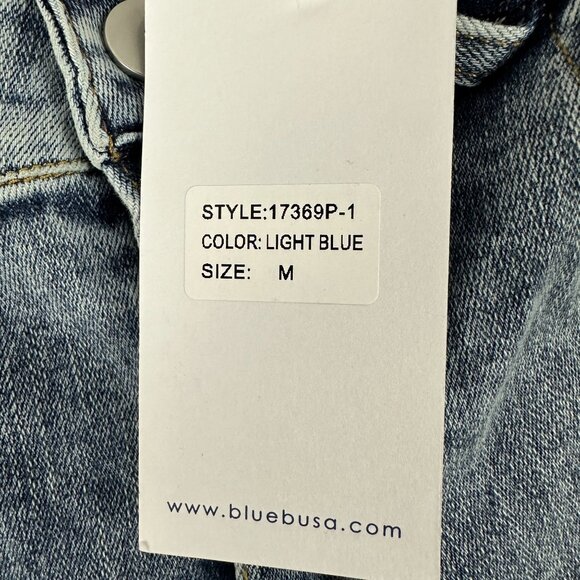 STYLE:17369P-1
COLOR: LIGHT BLUE
SIZE: M
www.bluebusa.com